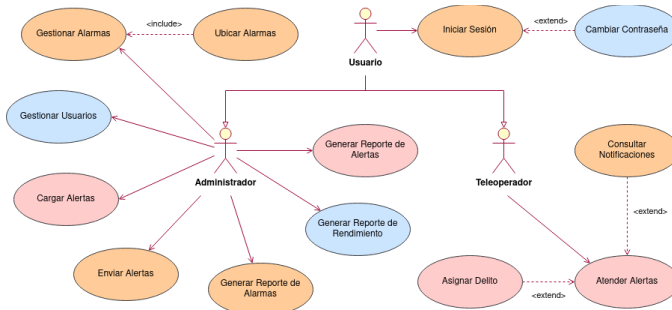 Gestionar Alarmas
<include>
Ubicar Alarmas
Iniciar Sesión
<extend>
Cambiar Contraseña
Usuario
Gestionar Usuarios
Generar Reporte de
Alertas
Consultar
Notificaciones
Administrador
Teleoperador
Cargar Alertas
<extend>
Generar Reporte de
Rendimiento
Enviar Alertas
Generar Reporte de
Alarmas
Asignar Delito
<extend>
Atender Alertas